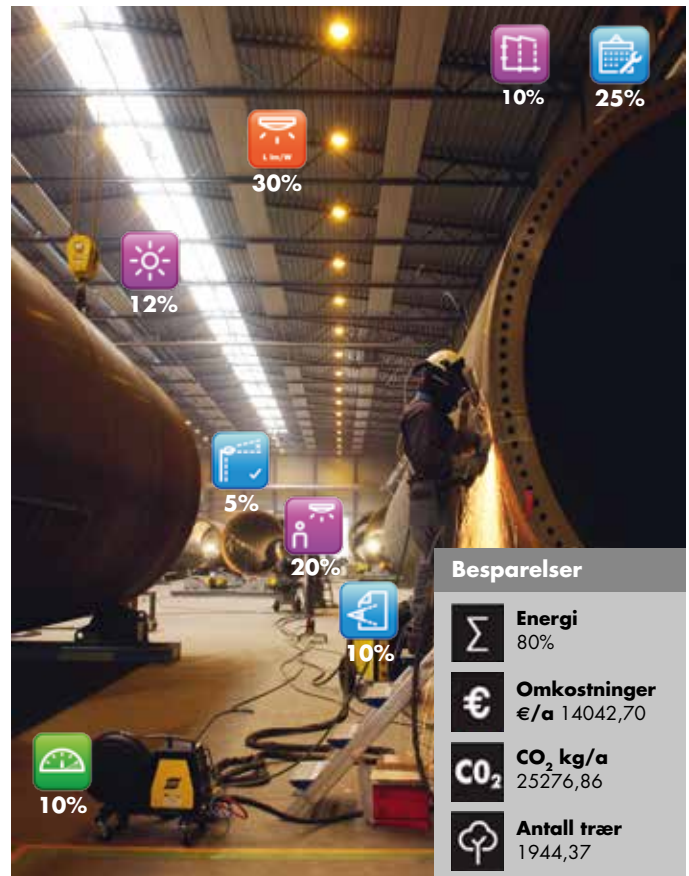 10%
25%
L lm/W
30%
12%
5%
20%
10%
10%
Besparelser
Energi
80%
Omkostninger
€/a 14042,70
CO₂
CO₂ kg/a
25276,86
Antall trær
1944,37